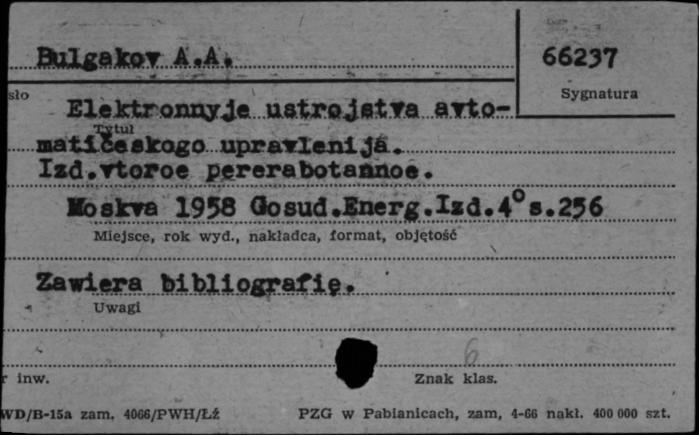 Bulgakov A.A.
66237
sło
Sygnatura
Elektronnyje ustrojstva avto-
Tytuł
matičeskogo upravlenijá.
Izd.vtoroe pererabotannoe.
Moskva 1958 Gosud.Energ.Izd.4° s.256
Miejsce, rok wyd., nakładca, format, objętość
Zawiera bibliografię.
Uwagi
6
r inw.
Znak klas.
WD/B-15a zam. 4066/PWH/Łź
PZG w Pabianicach, zam, 4-66 nakł. 400 000 szt.